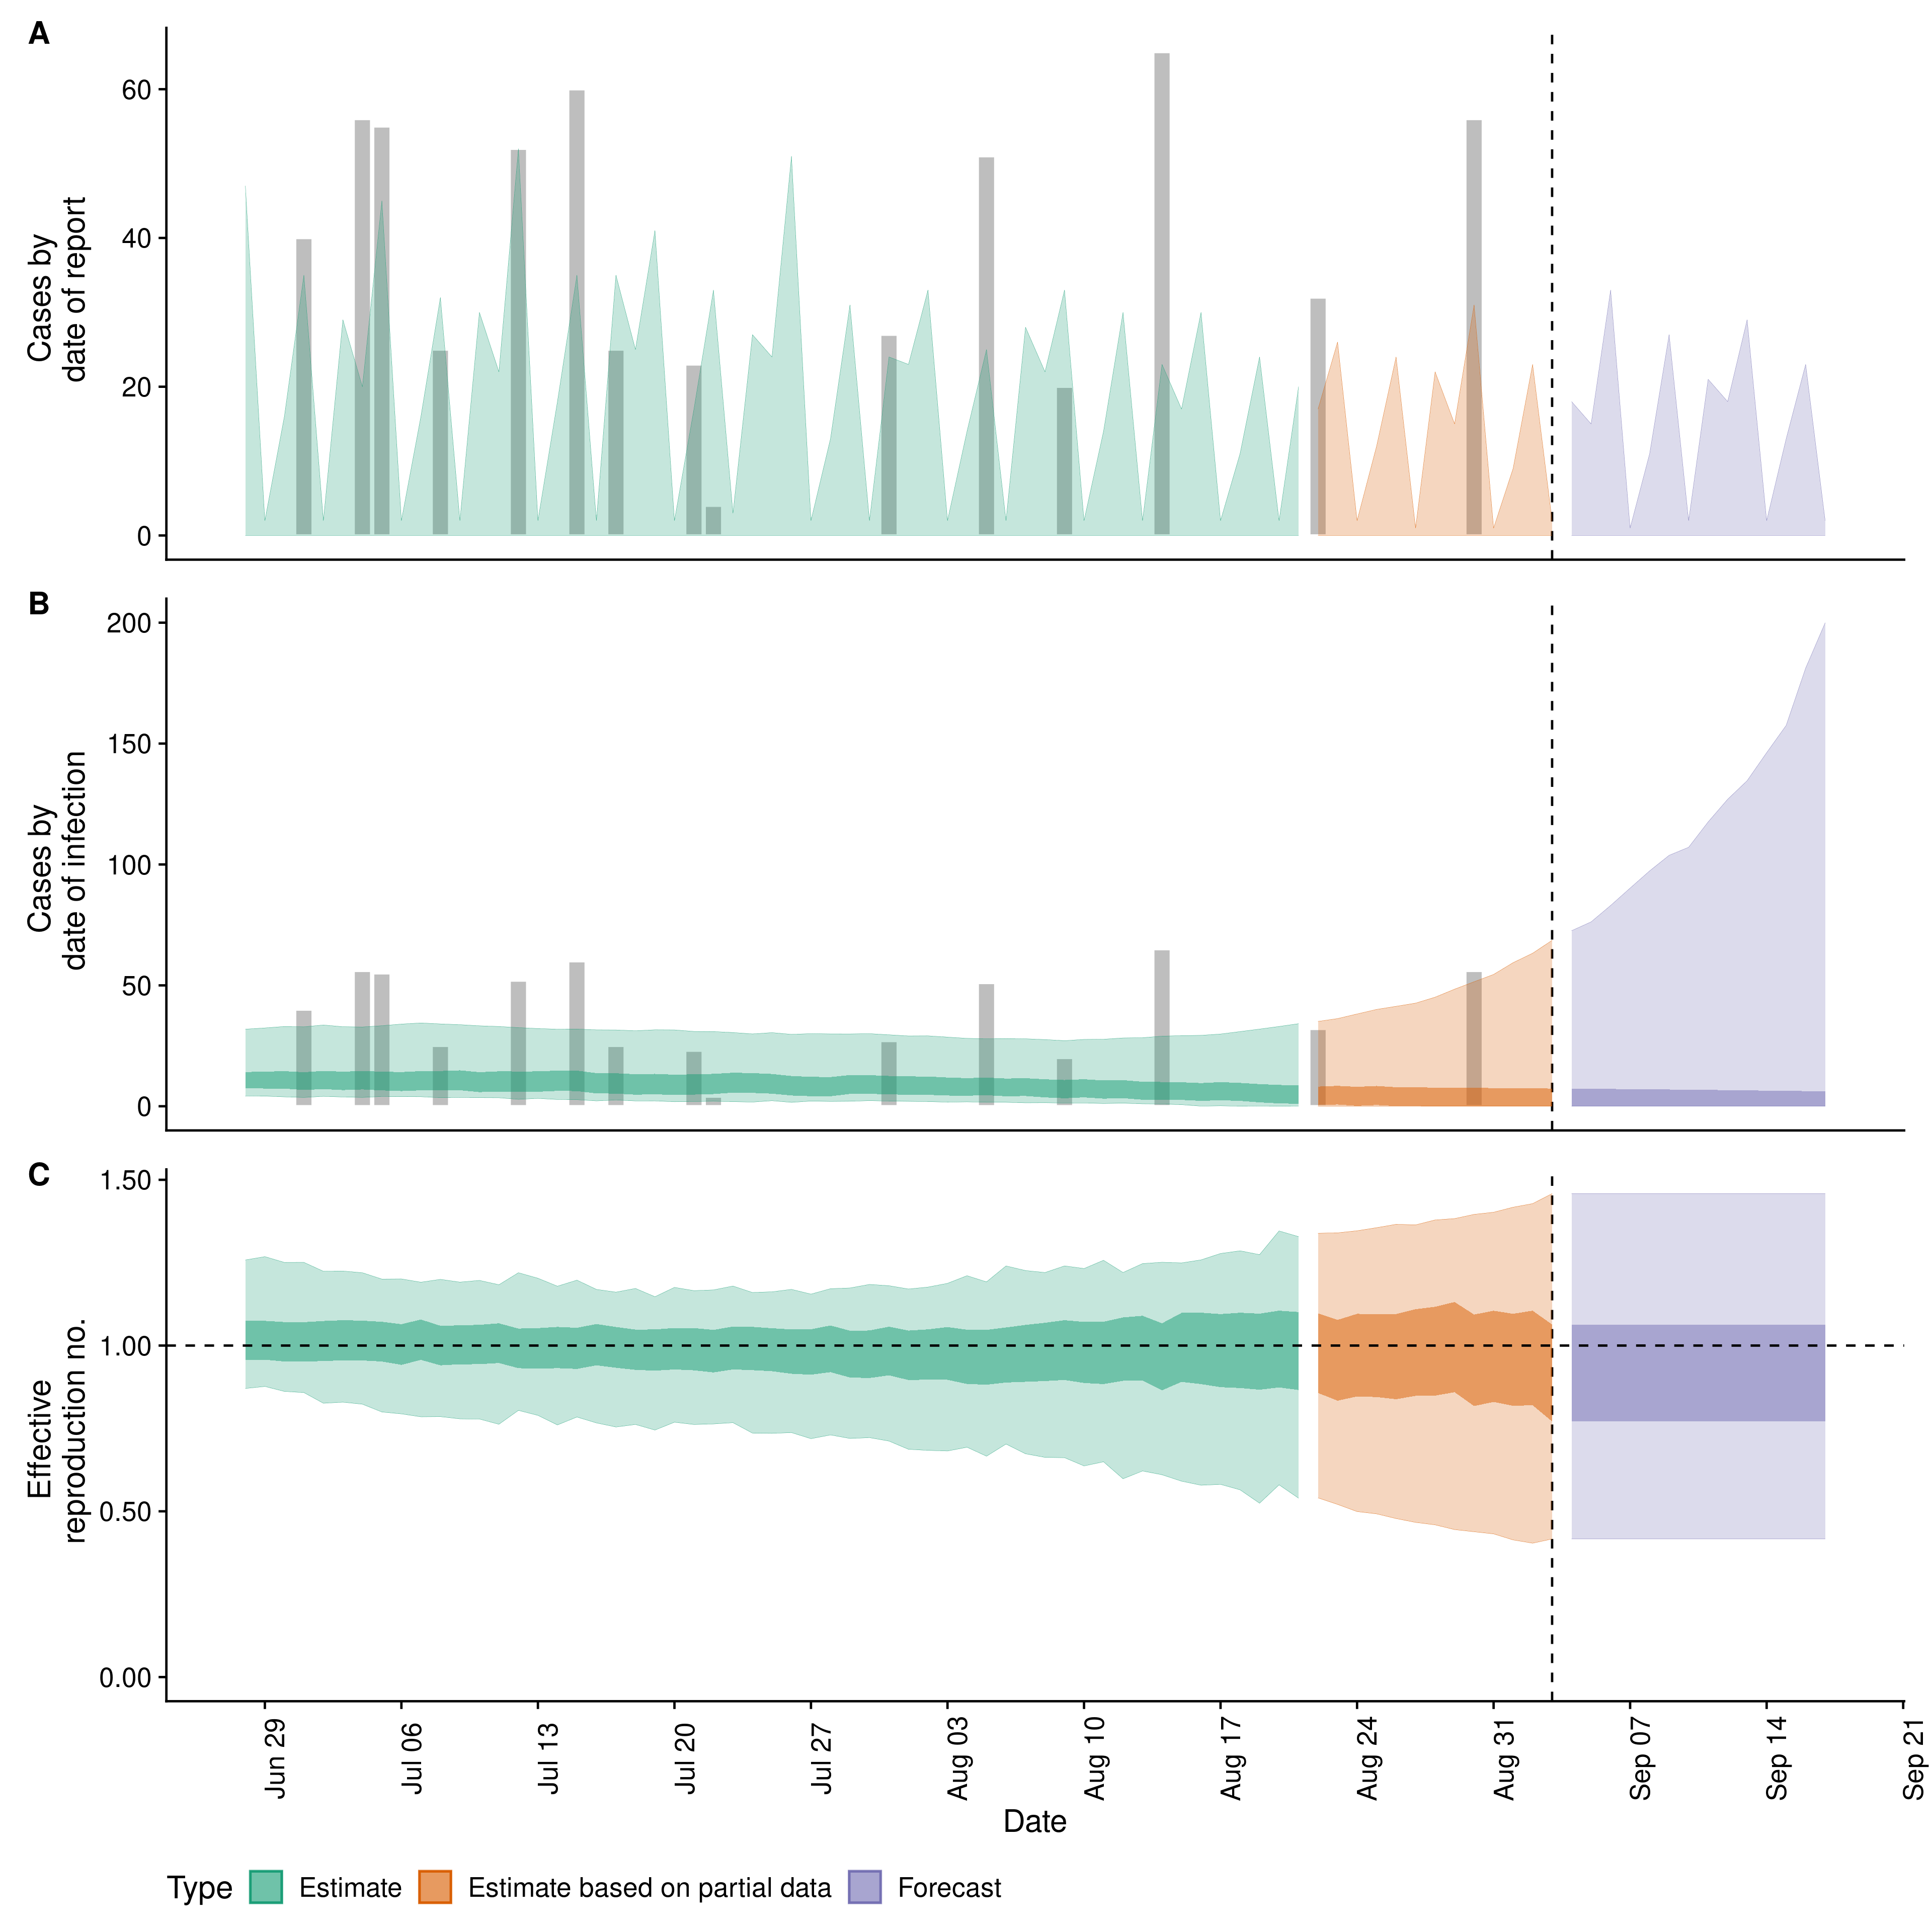 A
Cases by
date of report
60
40
20
0
B
Cases by
date of infection
200
150
100
50
0
C
Effective
reproduction no.
1.50
1.00
0.50
0.00
Jun 29
Jul 06
Jul 13
Jul 20
Jul 27
Aug 03
Aug 10
Aug 17
Aug 24
Aug 31
Sep 07
Sep 14
Sep 21
Date
Type Estimate Estimate based on partial data Forecast